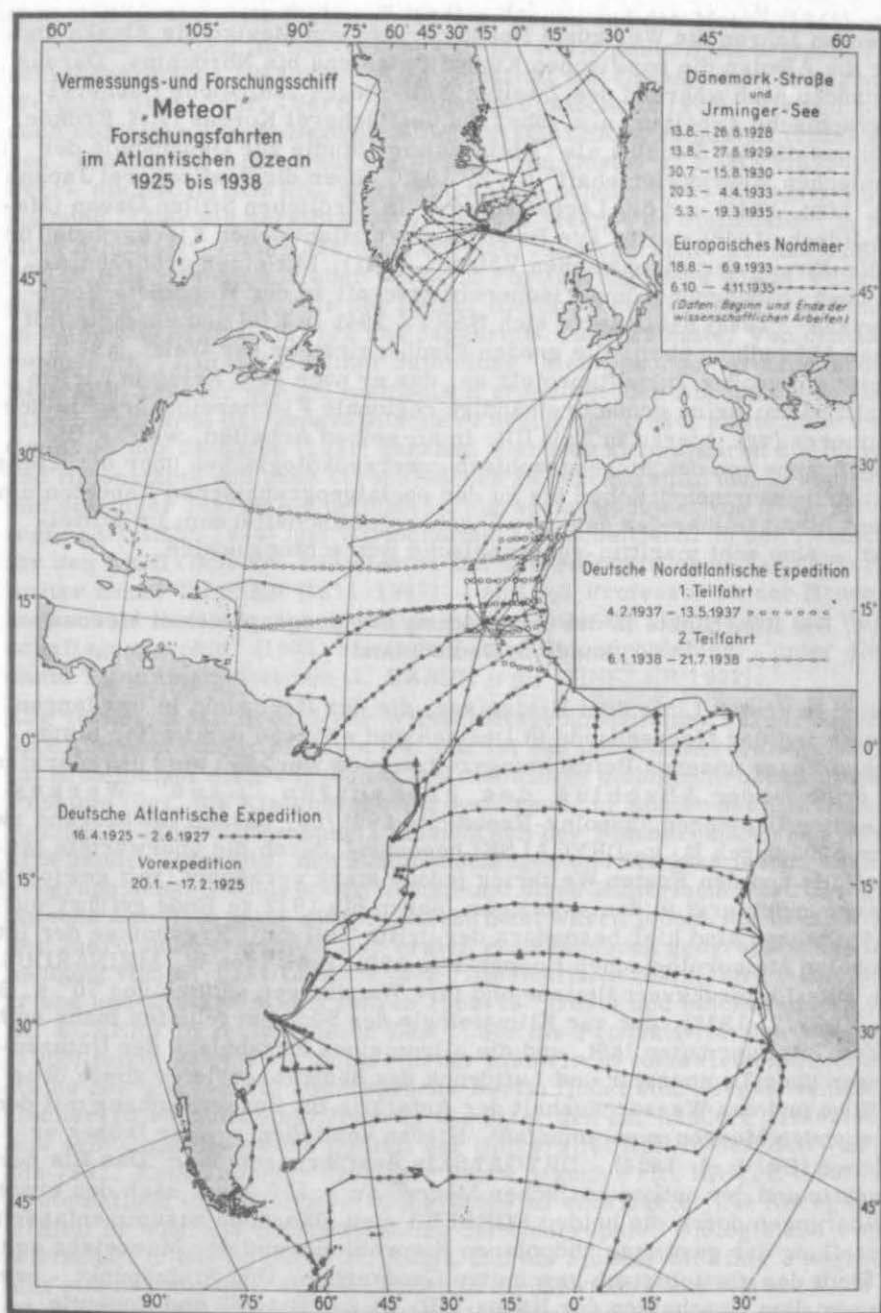 60° 75° 90° 60° 30° 15° 0° 15° 30° 45° 60°
Vermessungs-und Forschungsschiff
„Meteor"
Forschungsfahrten
im Atlantischen Ozean
1925 bis 1938
Dänemark-Straße
und
Jrminger-See
13.8. - 26.8.1928
13.8. - 27.8.1929
30.7. - 15.8.1930
20.3. - 4.4.1933
5.3. - 19.3.1935
Europäisches Nordmeer
18.8. - 6.9.1933
6.10. - 4.11.1935
(Daten: Beginn und Ende der
wissenschaftlichen Arbeiten)
45° 45°
30° 30°
Deutsche Nordatlantische Expedition
1. Teilfahrt
4.2.1937 - 13.5.1937
2. Teilfahrt
6.1.1938 - 21.7.1938
15° 15°
0° 0°
Deutsche Atlantische Expedition
16.4.1925 - 2.6.1927
Vorexpedition
20.1. - 17.2.1925
15° 15°
30° 30°
45° 45°
90° 75° 60° 45° 30° 15° 0° 15° 30°